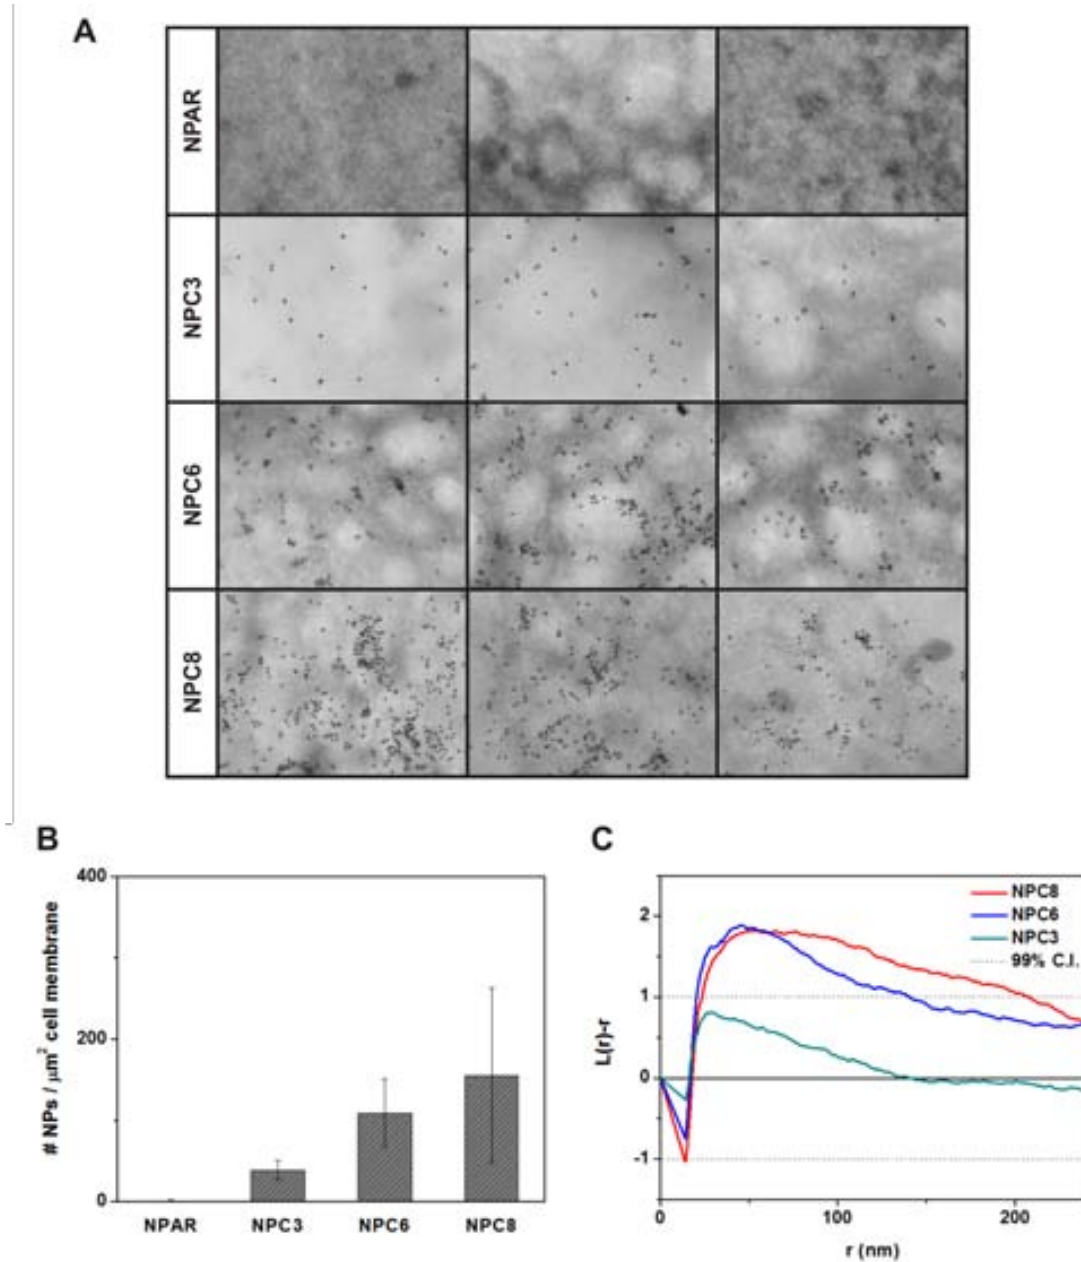 A
NPAR
NPC3
NPC6
NPC8
B
# NPs / μm² cell membrane
400
200
0
NPAR NPC3 NPC6 NPC8
C
L(r)-r
2
1
0
-1
NPC8
NPC6
NPC3
99% C.I.
0 100 200
r (nm)